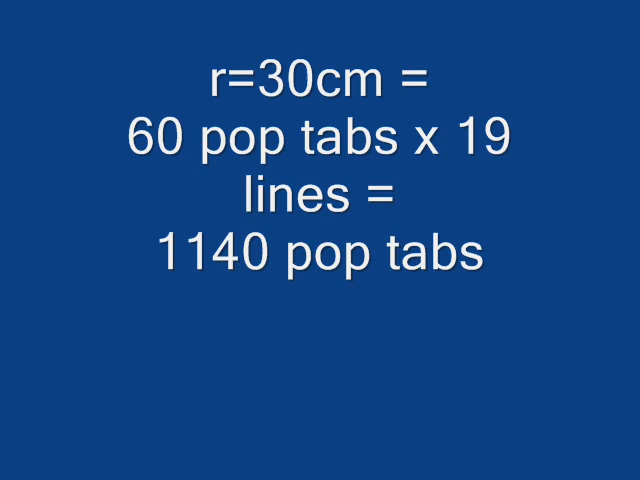 r=30cm =
60 pop tabs x 19
lines =
1140 pop tabs